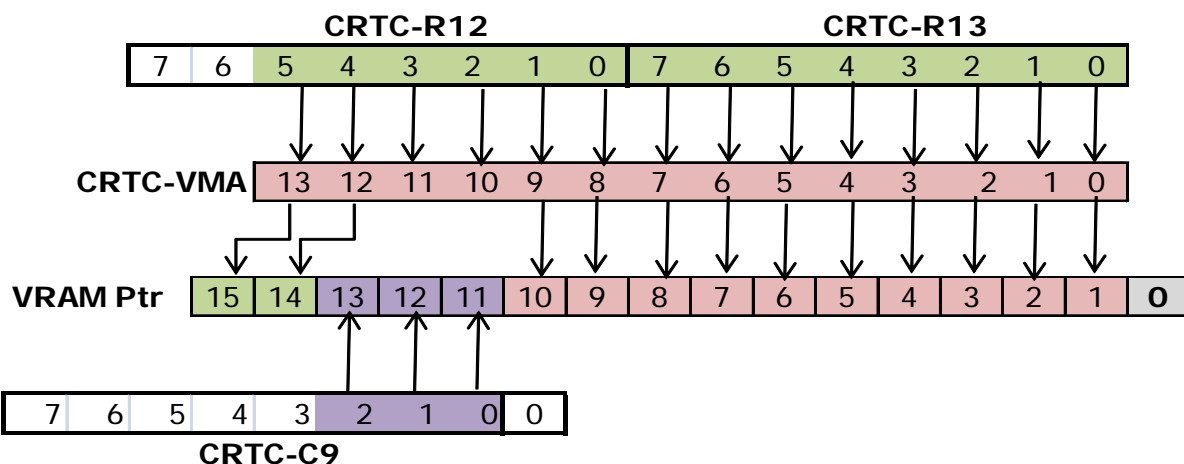 CRTC-R12 CRTC-R13
7 6 5 4 3 2 1 0 7 6 5 4 3 2 1 0
CRTC-VMA 13 12 11 10 9 8 7 6 5 4 3 2 1 0
VRAM Ptr 15 14 13 12 11 10 9 8 7 6 5 4 3 2 1 0
7 6 5 4 3 2 1 0 0
CRTC-C9